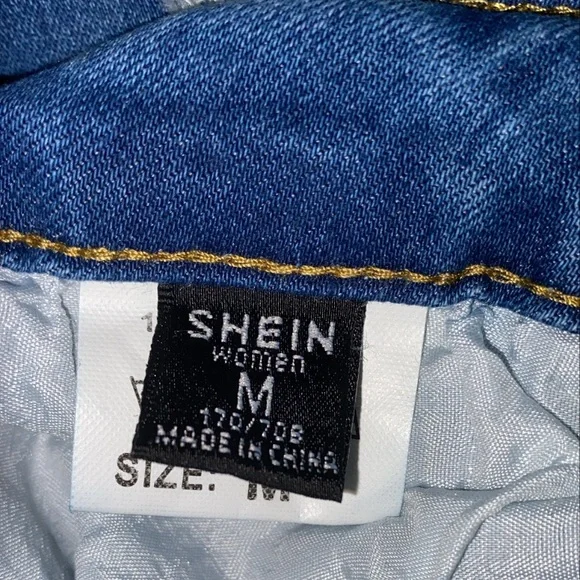 SHEIN
women
M
170/70B
MADE IN CHINA
SIZE: M